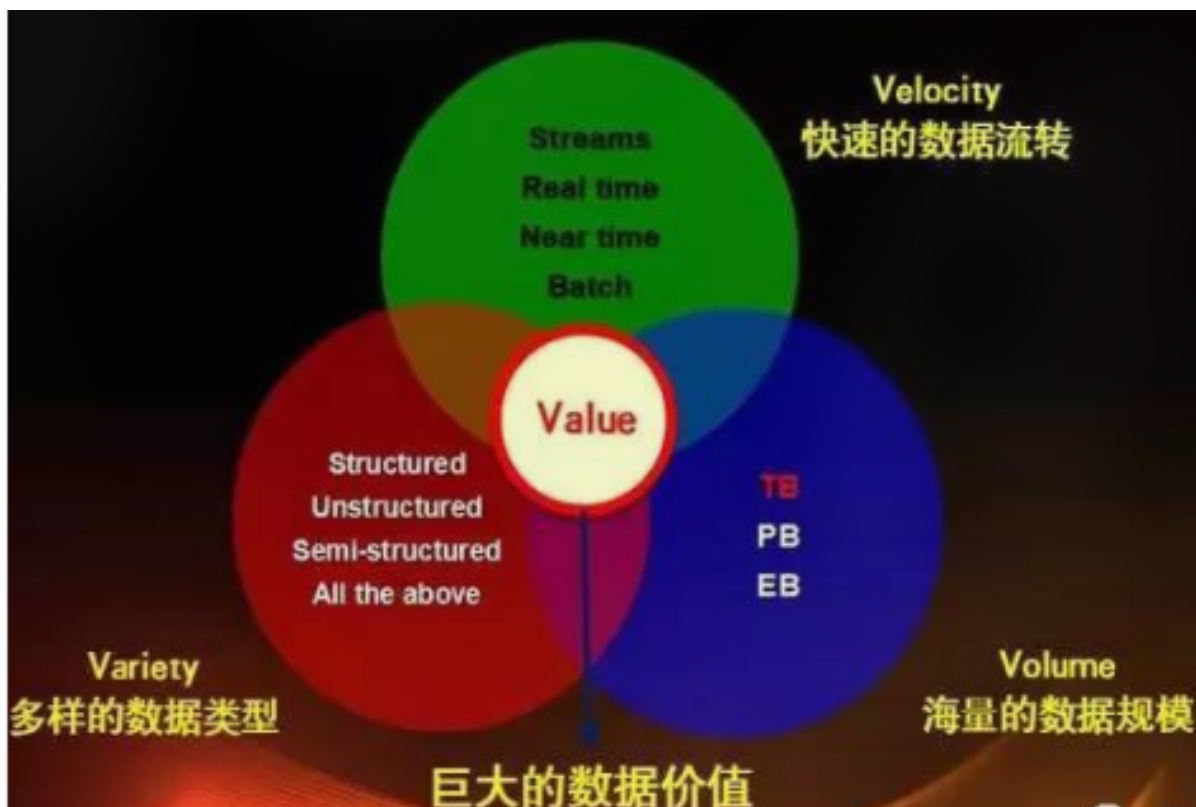 Velocity
快速的数据流转
Streams
Real time
Near time
Batch
Value
Structured
Unstructured
Semi-structured
All the above
TB
PB
EB
Variety
多样的数据类型
Volume
海量的数据规模
巨大的数据价值